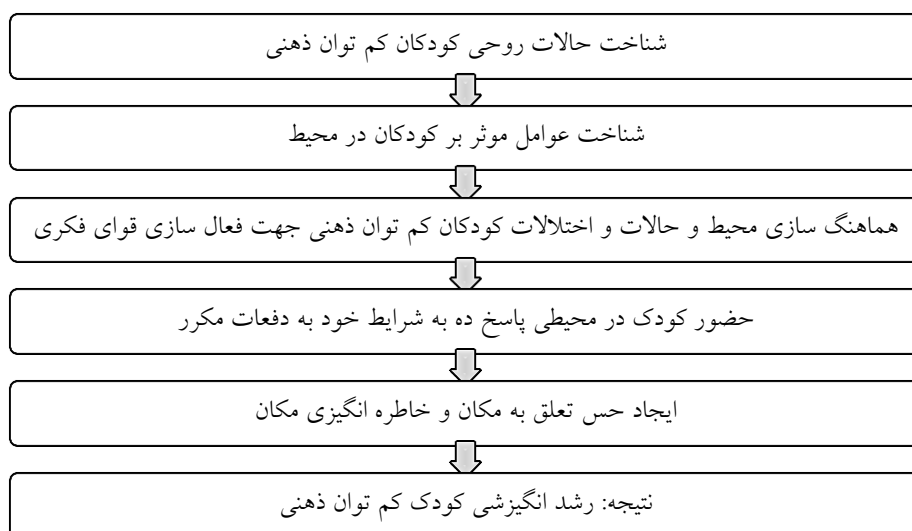 شناخت حالات روحی کودکان کم توان ذهنی
شناخت عوامل موثر بر کودکان در محیط
هماهنگ سازی محیط و حالات و اختلالات کودکان کم توان ذهنی جهت فعال سازی قوای فکری
حضور کودک در محیطی پاسخ ده به شرایط خود به دفعات مکرر
ایجاد حس تعلق به مکان و خاطره انگیزی مکان
نتیجه: رشد انگیزشی کودک کم توان ذهنی